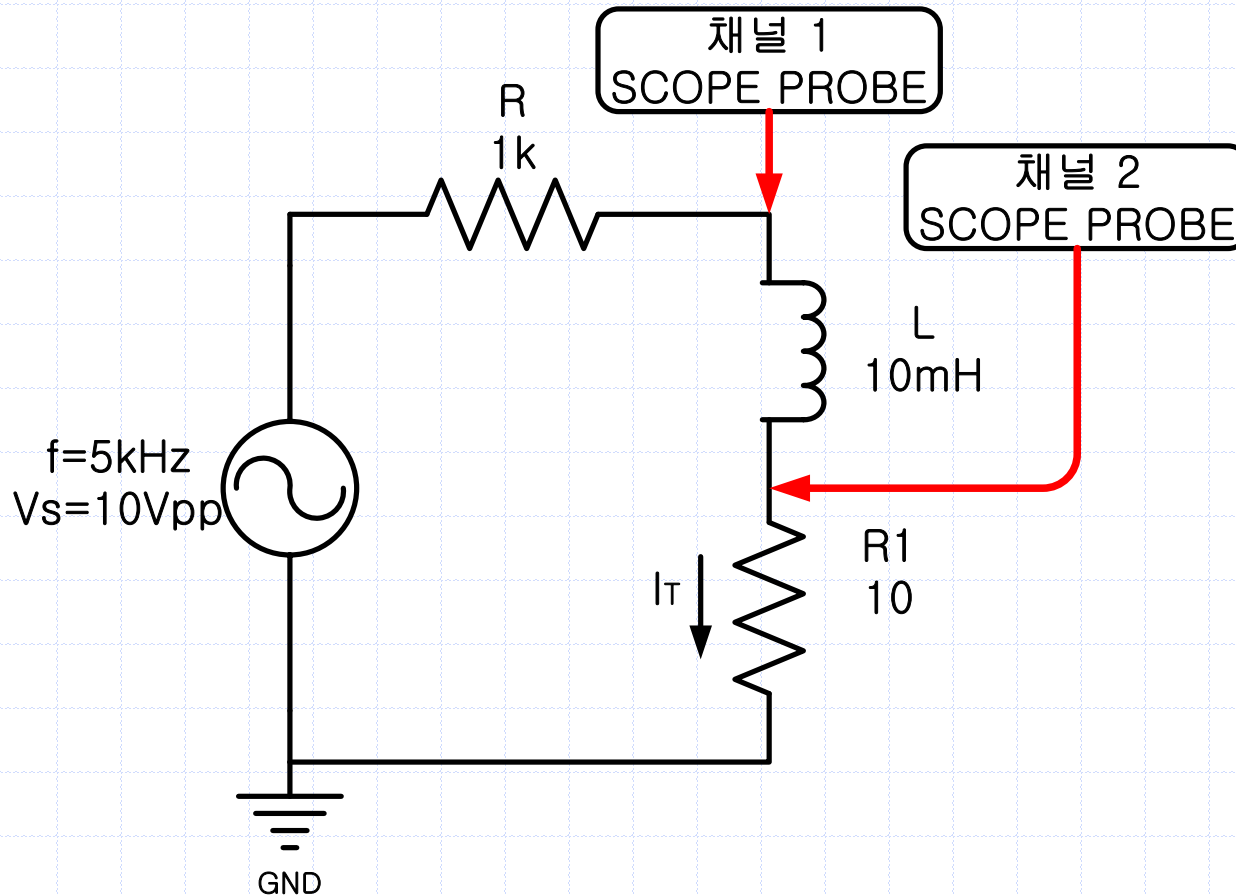 채널 1
SCOPE PROBE
R
1k
채널 2
SCOPE PROBE
L
10mH
f=5kHz
Vs=10Vpp
R1
10
IT
GND